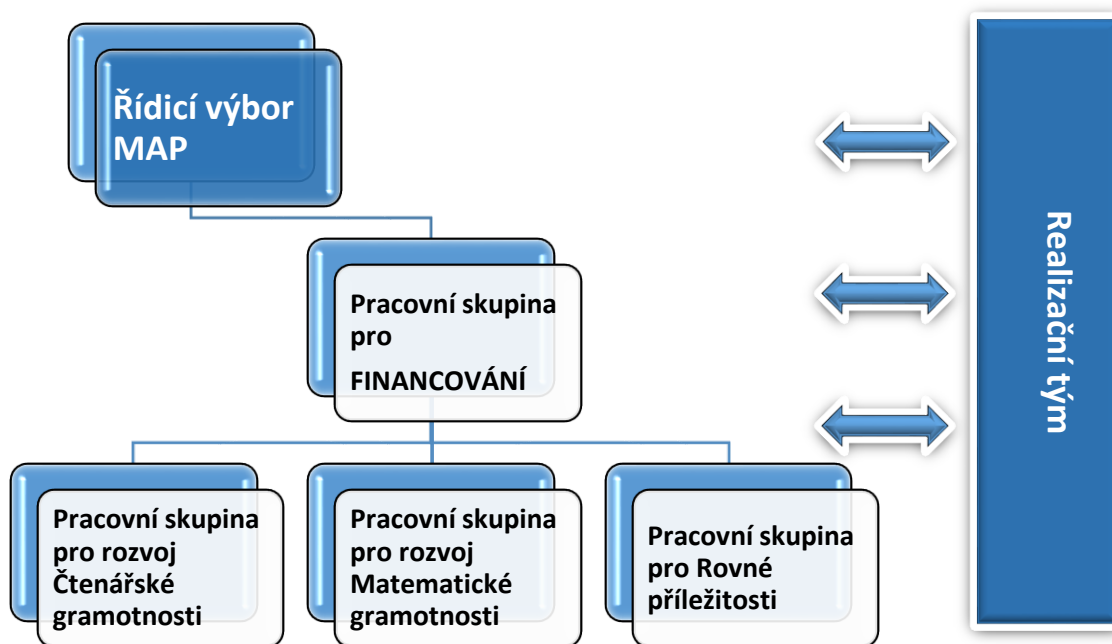 Řídicí výbor
MAP
Pracovní skupina
pro
FINANCOVÁNÍ
Pracovní skupina
pro rozvoj
Čtenářské
gramotnosti
Pracovní skupina
pro rozvoj
Matematické
gramotnosti
Pracovní skupina
pro Rovné
příležitosti
Realizační tým